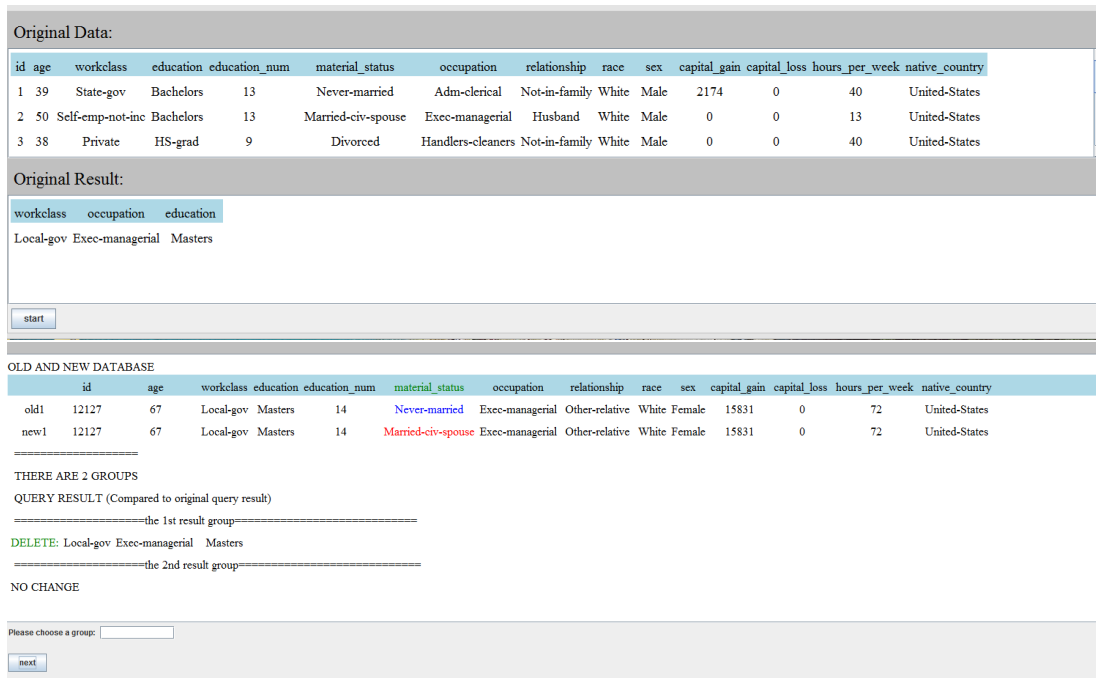 Original Data:
id age workclass education education_num material_status occupation relationship race sex capital_gain capital_loss hours_per_week native_country
1 39 State-gov Bachelors 13 Never-married Adm-clerical Not-in-family White Male 2174 0 40 United-States
2 50 Self-emp-not-inc Bachelors 13 Married-civ-spouse Exec-managerial Husband White Male 0 0 13 United-States
3 38 Private HS-grad 9 Divorced Handlers-cleaners Not-in-family White Male 0 0 40 United-States
Original Result:
workclass occupation education
Local-gov Exec-managerial Masters
start
OLD AND NEW DATABASE
id age workclass education education_num material_status occupation relationship race sex capital_gain capital_loss hours_per_week native_country
old1 12127 67 Local-gov Masters 14 Never-married Exec-managerial Other-relative White Female 15831 0 72 United-States
new1 12127 67 Local-gov Masters 14 Married-civ-spouse Exec-managerial Other-relative White Female 15831 0 72 United-States
===================
THERE ARE 2 GROUPS
QUERY RESULT (Compared to original query result)
====================the 1st result group============================
DELETE: Local-gov Exec-managerial Masters
====================the 2nd result group============================
NO CHANGE
Please choose a group:
next